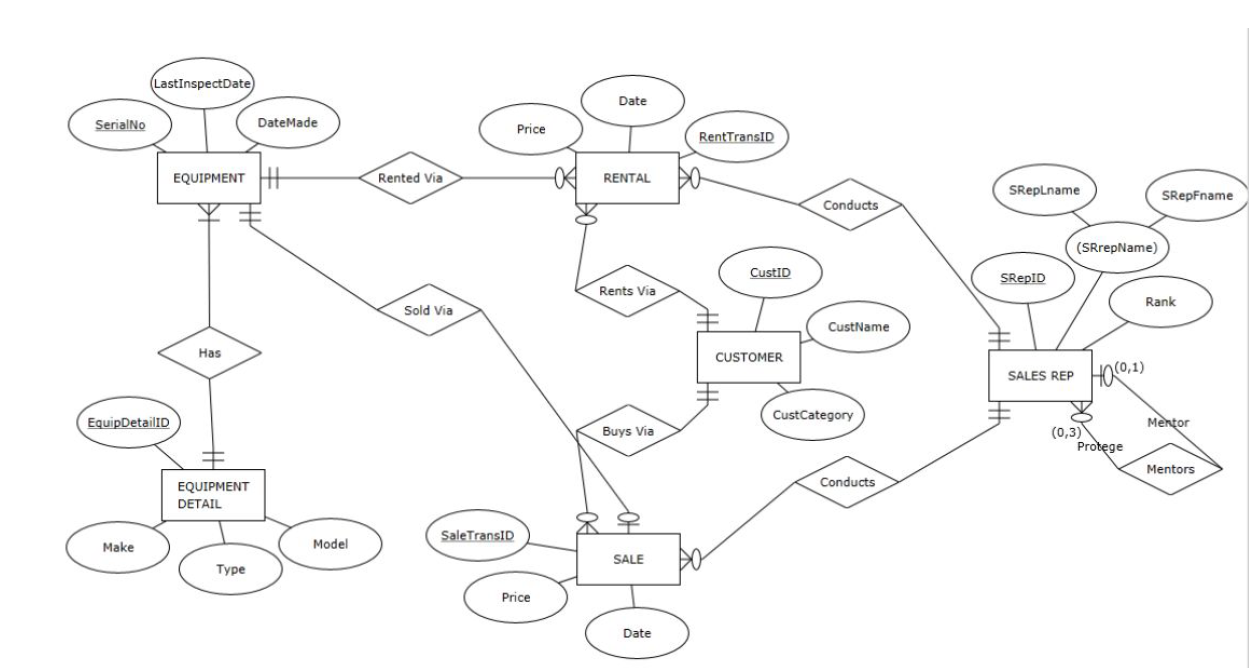 LastInspectDate
SerialNo
DateMade
EQUIPMENT
Rented Via
Price
Date
RentTransID
RENTAL
Conducts
SRepLname
SRepFname
(SRrepName)
SRepID
Rank
Rents Via
CustID
CustName
CUSTOMER
CustCategory
Sold Via
Has
SALES REP
(0,1)
(0,3)
Mentor
Protege
Mentors
EquipDetailID
EQUIPMENT
DETAIL
Make
Type
Model
Buys Via
Conducts
SaleTransID
SALE
Price
Date